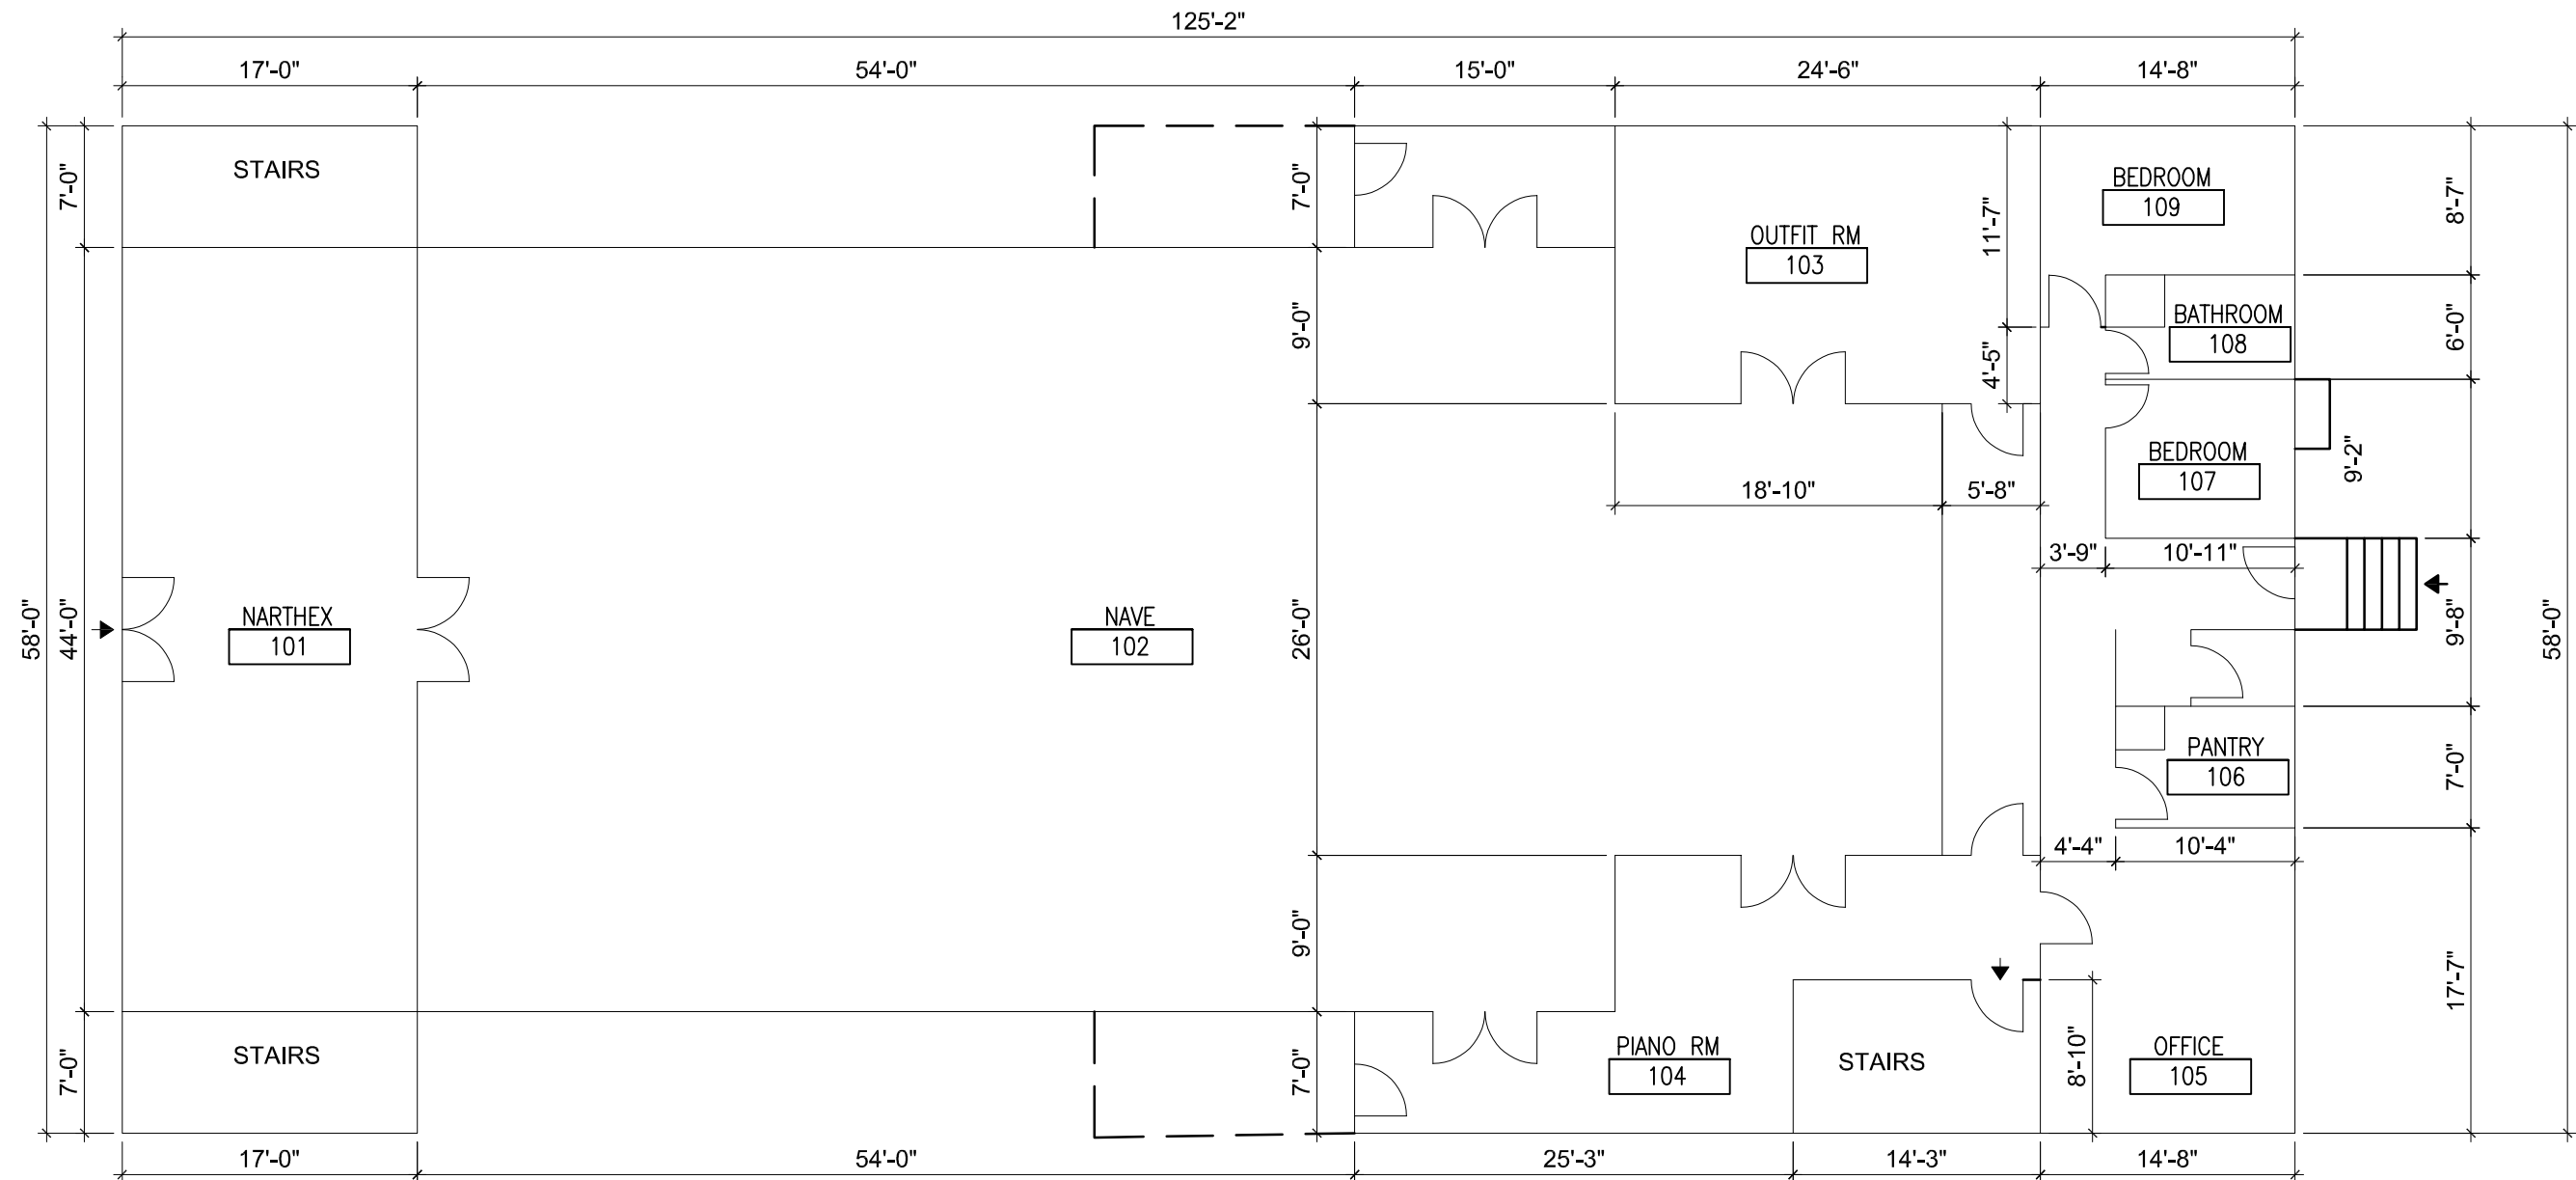 125'-2"
17'-0" 54'-0" 15'-0" 24'-6" 14'-8"
STAIRS
7'-0"
7'-0"
11'-7"
BEDROOM
109
8'-7"
OUTFIT RM
103
9'-0"
4'-5"
BATHROOM
108
6'-0"
BEDROOM
107
9'-2"
18'-10" 5'-8"
3'-9" 10'-11"
58'-0"
44'-0"
NARTHEX
101
NAVE
102
26'-0"
9'-8"
58'-0"
PANTRY
106
7'-0"
4'-4" 10'-4"
9'-0"
17'-7"
STAIRS
7'-0"
7'-0"
PIANO RM
104
STAIRS
8'-10"
OFFICE
105
17'-0" 54'-0" 25'-3" 14'-3" 14'-8"